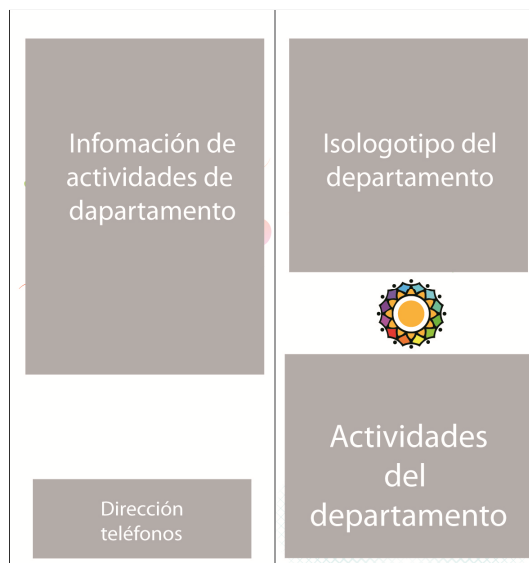 Infomación de
actividades de
dapartamento
Dirección
teléfonos
Isologotipo del
departamento
Actividades
del
departamento